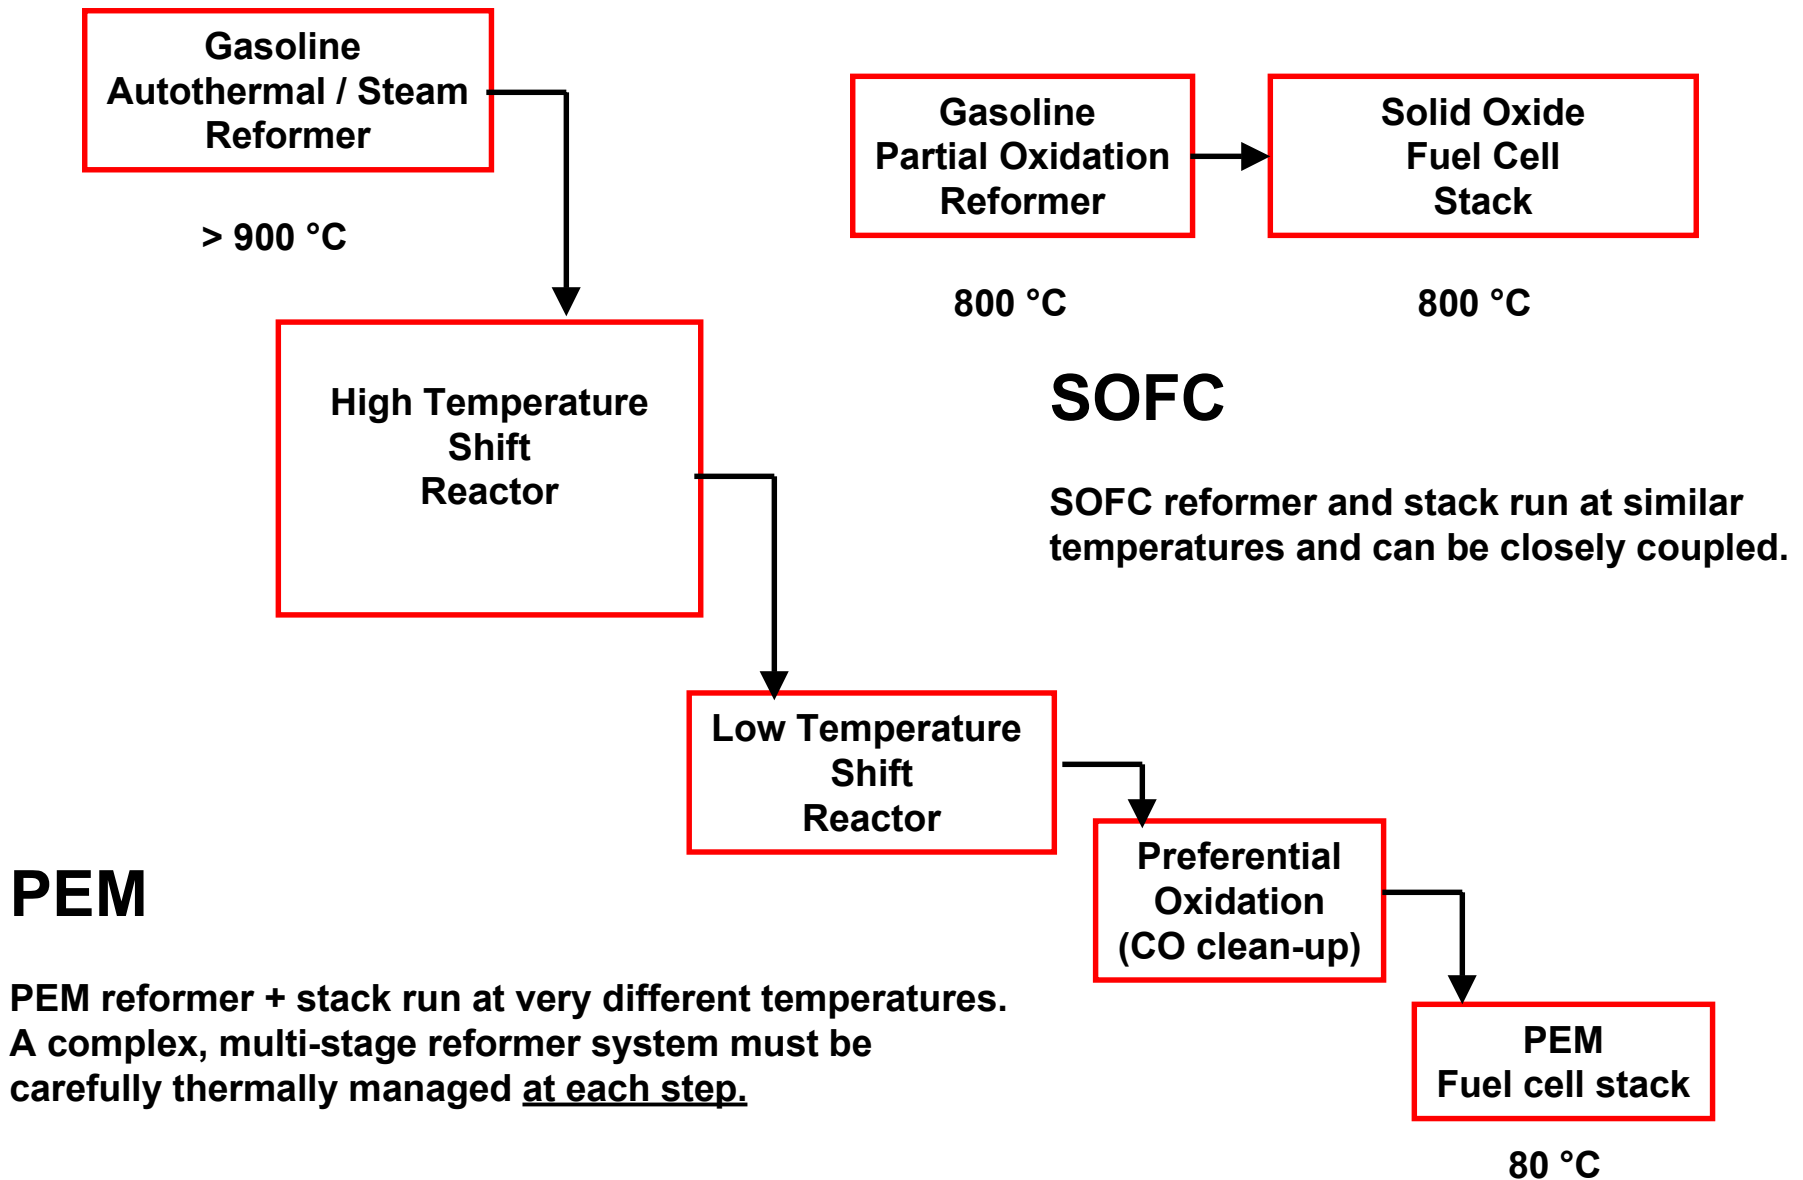 Gasoline
Autothermal / Steam
Reformer
> 900 °C
Gasoline
Partial Oxidation
Reformer
800 °C
Solid Oxide
Fuel Cell
Stack
800 °C
SOFC
SOFC reformer and stack run at similar
temperatures and can be closely coupled.
High Temperature
Shift
Reactor
Low Temperature
Shift
Reactor
Preferential
Oxidation
(CO clean-up)
PEM
Fuel cell stack
80 °C
PEM
PEM reformer + stack run at very different temperatures.
A complex, multi-stage reformer system must be
carefully thermally managed at each step.